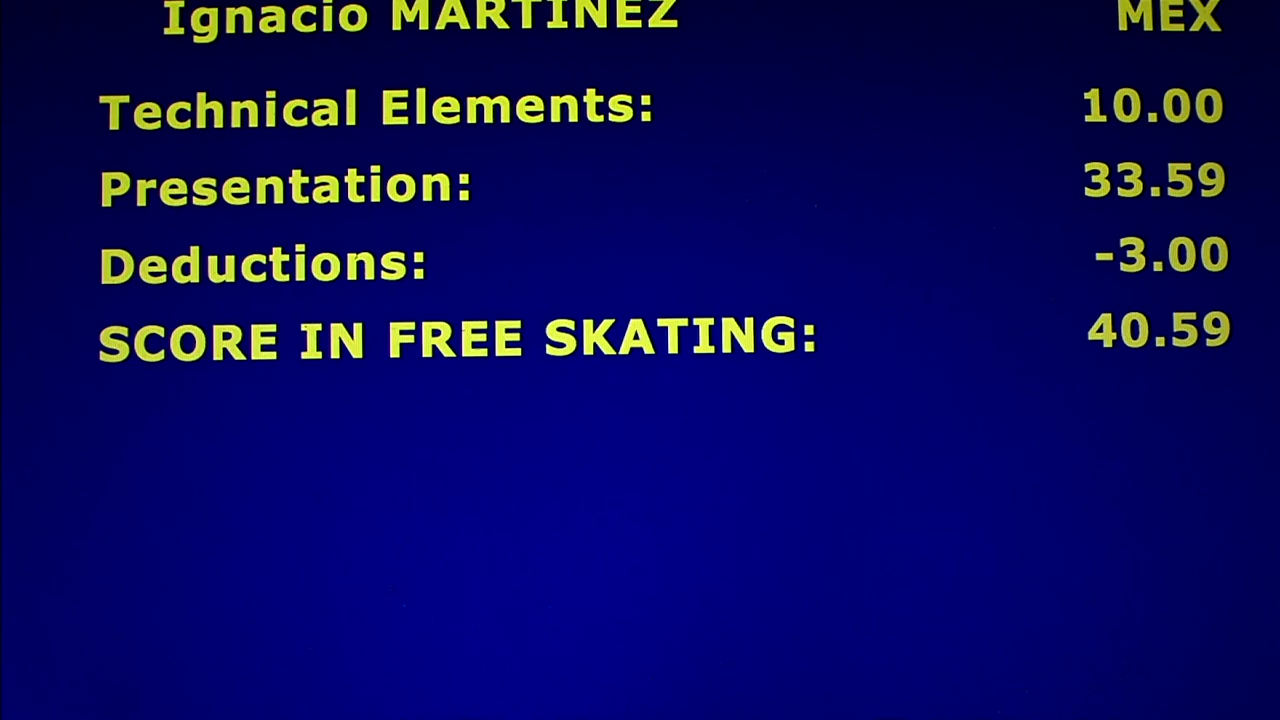 Ignacio MARTINEZ MEX
Technical Elements: 10.00
Presentation: 33.59
Deductions: -3.00
SCORE IN FREE SKATING: 40.59